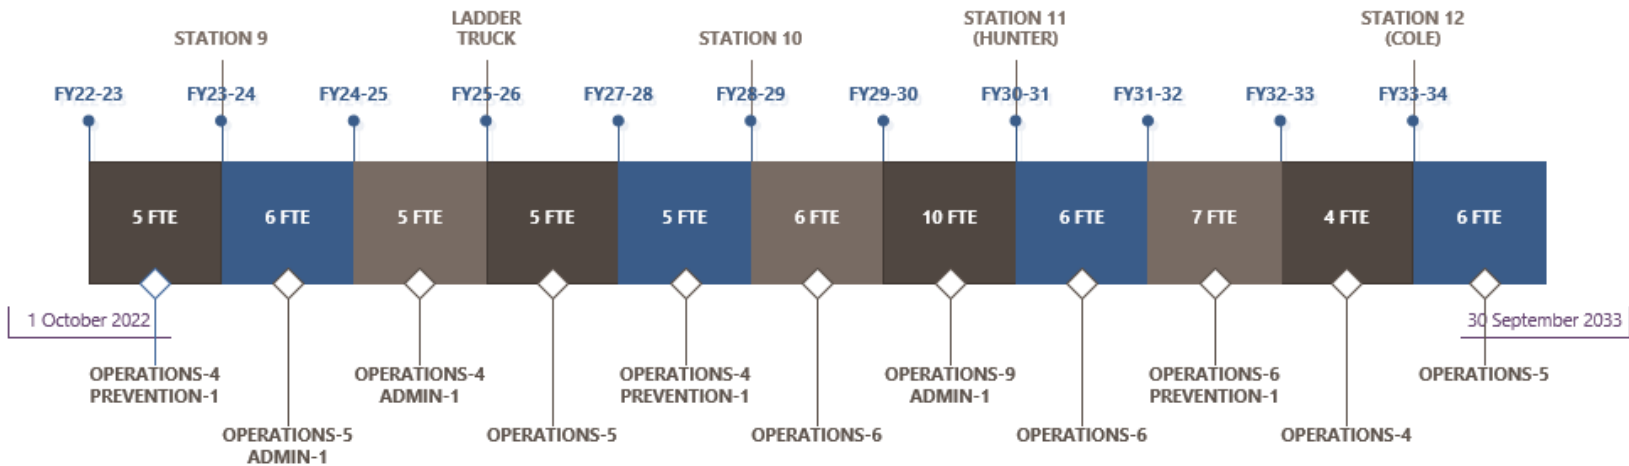 LADDER
TRUCK
STATION 11
(HUNTER)
STATION 12
(COLE)
STATION 9
STATION 10
FY22-23
FY23-24
FY24-25
FY25-26
FY27-28
FY28-29
FY29-30
FY30-31
FY31-32
FY32-33
FY33-34
5 FTE
6 FTE
5 FTE
5 FTE
5 FTE
6 FTE
10 FTE
6 FTE
7 FTE
4 FTE
6 FTE
1 October 2022
30 September 2033
OPERATIONS-4
PREVENTION-1
OPERATIONS-4
ADMIN-1
OPERATIONS-4
PREVENTION-1
OPERATIONS-9
ADMIN-1
OPERATIONS-6
PREVENTION-1
OPERATIONS-5
OPERATIONS-5
ADMIN-1
OPERATIONS-5
OPERATIONS-6
OPERATIONS-6
OPERATIONS-4